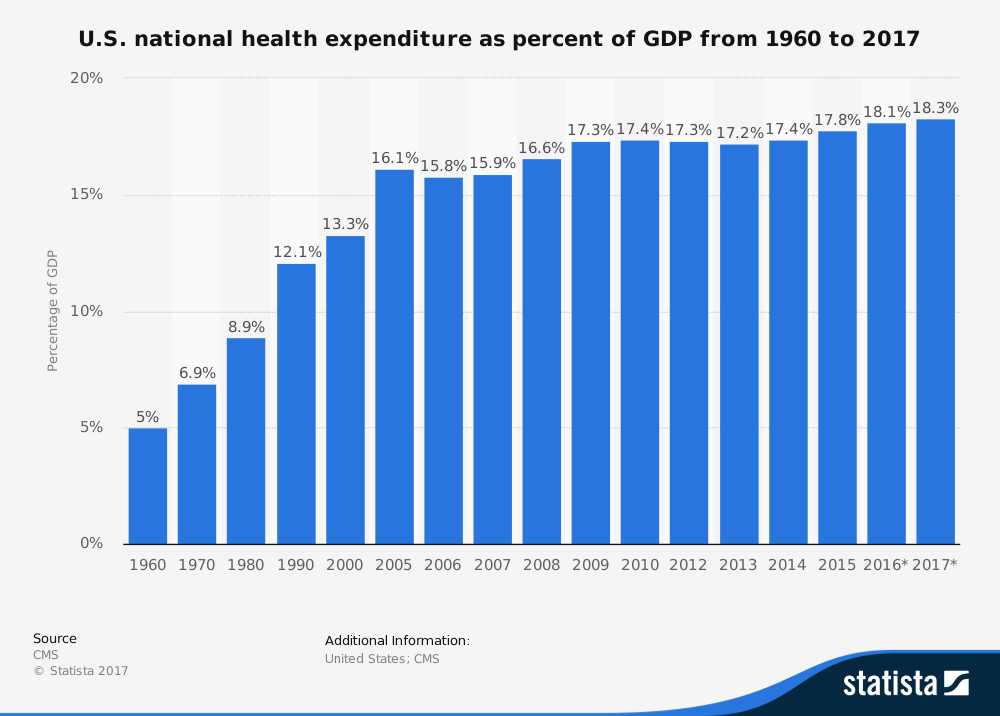 U.S. national health expenditure as percent of GDP from 1960 to 2017
Percentage of GDP
20%
15%
10%
5%
0%
5% 6.9% 8.9% 12.1% 13.3% 16.1% 15.8% 15.9% 16.6% 17.3% 17.4% 17.3% 17.2% 17.4% 17.8% 18.1% 18.3%
1960 1970 1980 1990 2000 2005 2006 2007 2008 2009 2010 2012 2013 2014 2015 2016* 2017*
Source
CMS
© Statista 2017
Additional Information:
United States; CMS
statista